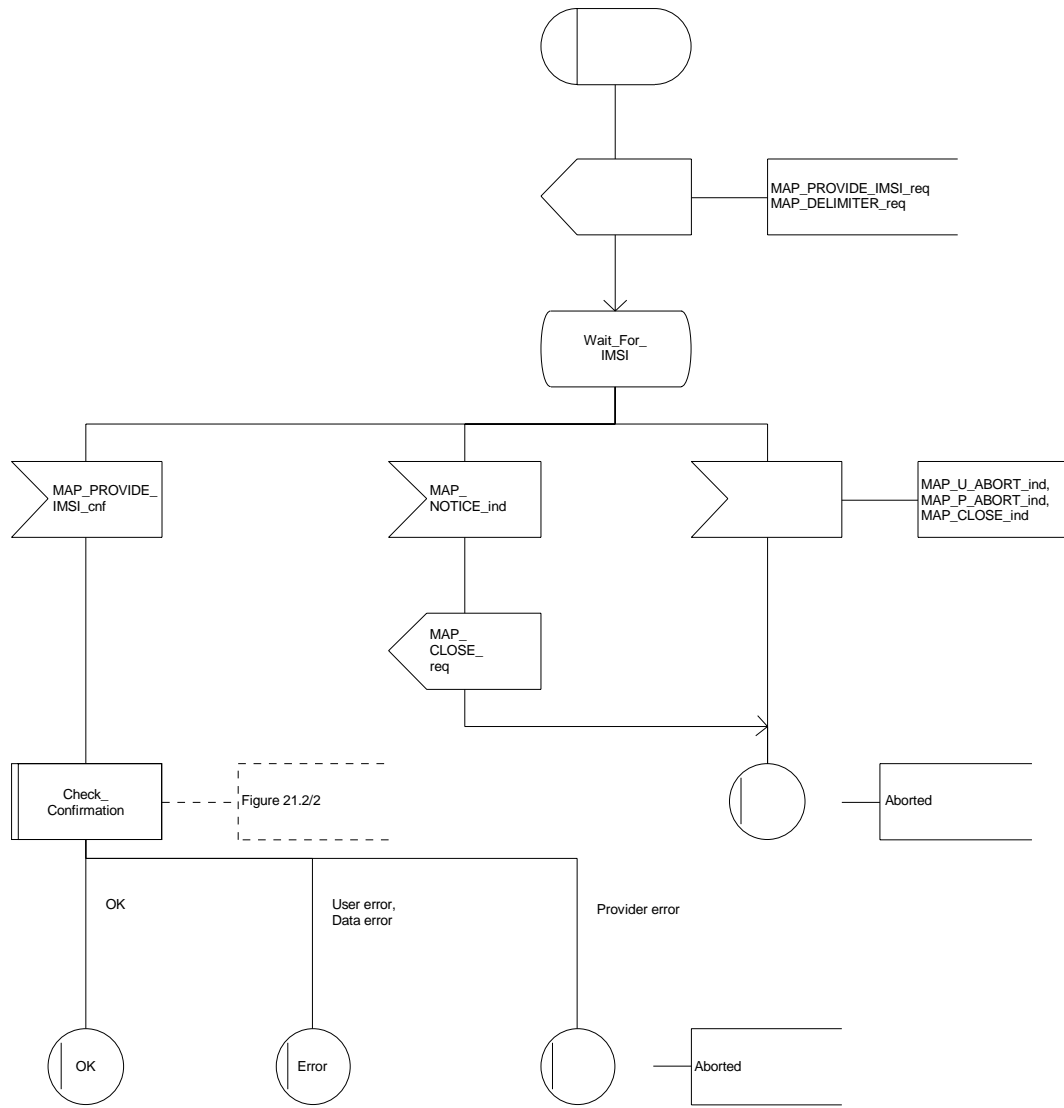 MAP_PROVIDE_IMSI_req
MAP_DELIMITER_req
Wait_For_
IMSI
MAP_PROVIDE_
IMSI_cnf
MAP_
NOTICE_ind
MAP_U_ABORT_ind,
MAP_P_ABORT_ind,
MAP_CLOSE_ind
MAP_
CLOSE_
req
Check_
Confirmation
Figure 21.2/2
Aborted
OK
User error,
Data error
Provider error
OK
Error
Aborted